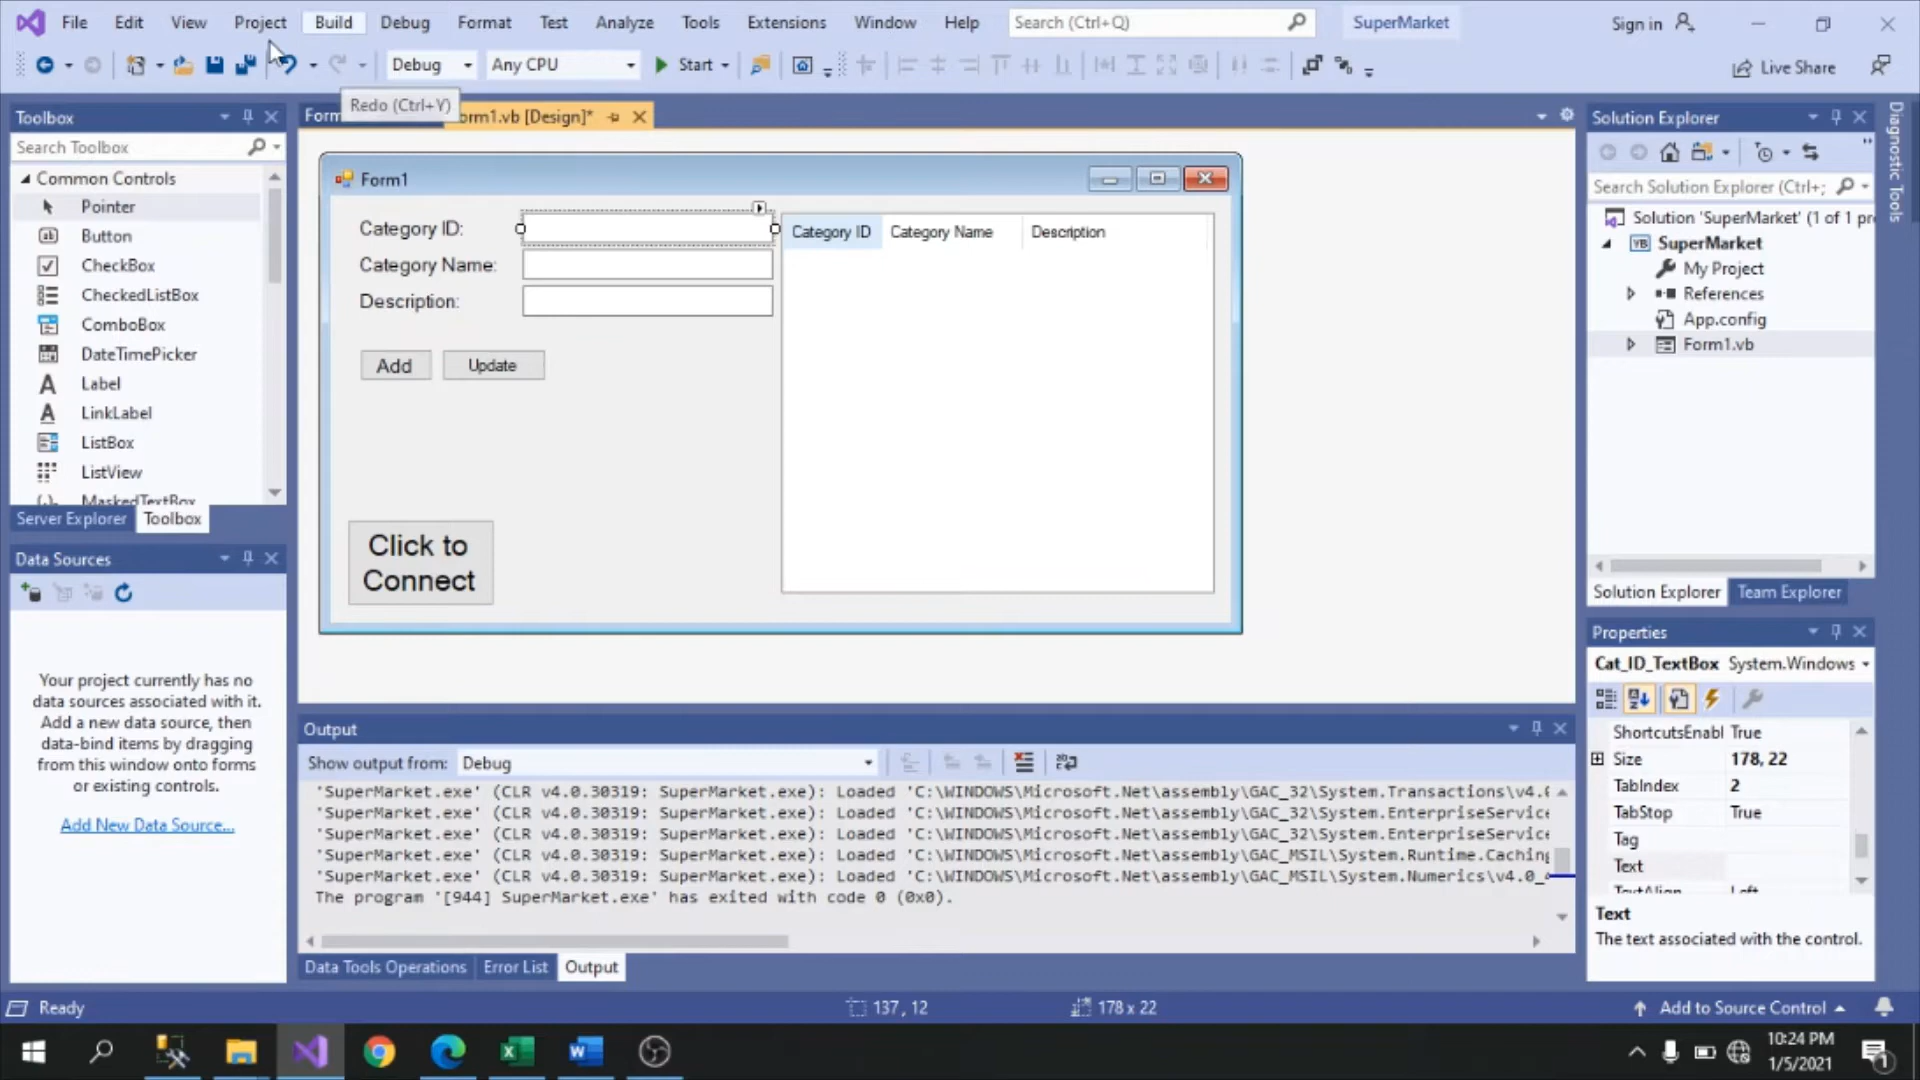 File Edit View Project Build Debug Format Test Analyze Tools Extensions Window Help Search (Ctrl+Q) SuperMarket Sign in
Debug Any CPU Start Live Share
Redo (Ctrl+Y)
Toolbox
Search Toolbox
Common Controls
Pointer
Button
CheckBox
CheckedListBox
ComboBox
DateTimePicker
Label
LinkLabel
ListBox
ListView
MaskedTextBox
Server Explorer Toolbox
Data Sources
Your project currently has no
data sources associated with it.
Add a new data source, then
data-bind items by dragging
from this window onto forms
or existing controls.
Add New Data Source...
Form orm1.vb [Design]*
Form1
Category ID:
Category Name:
Description:
Add Update
Click to
Connect
Category ID Category Name Description
Output
Show output from: Debug
'SuperMarket.exe' (CLR v4.0.30319: SuperMarket.exe): Loaded 'C:\WINDOWS\Microsoft.Net\assembly\GAC_32\System.Transactions\v4.0
'SuperMarket.exe' (CLR v4.0.30319: SuperMarket.exe): Loaded 'C:\WINDOWS\Microsoft.Net\assembly\GAC_32\System.EnterpriseService
'SuperMarket.exe' (CLR v4.0.30319: SuperMarket.exe): Loaded 'C:\WINDOWS\Microsoft.Net\assembly\GAC_32\System.EnterpriseService
'SuperMarket.exe' (CLR v4.0.30319: SuperMarket.exe): Loaded 'C:\WINDOWS\Microsoft.Net\assembly\GAC_MSIL\System.Runtime.Caching
'SuperMarket.exe' (CLR v4.0.30319: SuperMarket.exe): Loaded 'C:\WINDOWS\Microsoft.Net\assembly\GAC_MSIL\System.Numerics\v4.0_
The program '[944] SuperMarket.exe' has exited with code 0 (0x0).
Data Tools Operations Error List Output
Solution Explorer
Search Solution Explorer (Ctrl+;
Solution 'SuperMarket' (1 of 1 pr
SuperMarket
My Project
References
App.config
Form1.vb
Solution Explorer Team Explorer
Diagnostic Tools
Properties
Cat_ID_TextBox System.Windows
ShortcutsEnabl True
Size 178, 22
TabIndex 2
TabStop True
Tag
Text
TextAlign Left
Text
The text associated with the control.
Ready 137, 12 178 x 22 Add to Source Control
10:24 PM
1/5/2021
1